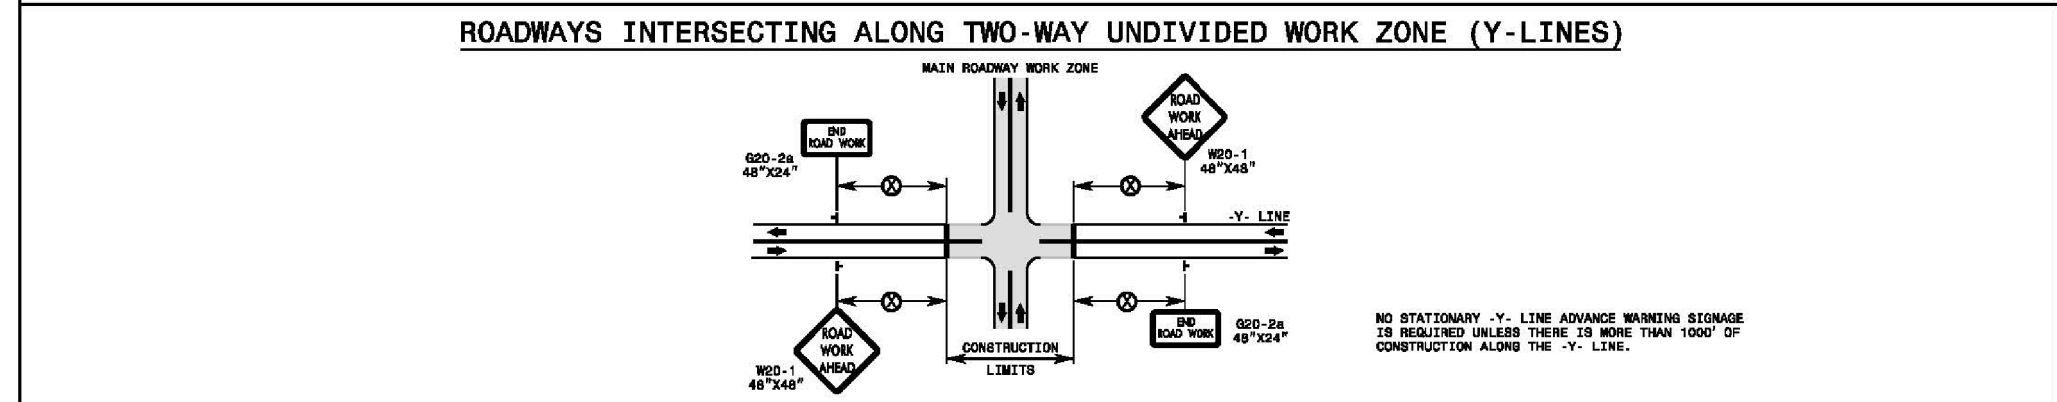 ROADWAYS INTERSECTING ALONG TWO-WAY UNDIVIDED WORK ZONE (Y-LINES)
MAIN ROADWAY WORK ZONE
END
ROAD WORK
G20-2a
48"X24"
ROAD
WORK
AHEAD
W20-1
48"X48"
X
X
-Y- LINE
X
X
ROAD
WORK
AHEAD
W20-1
48"X48"
CONSTRUCTION
LIMITS
END
ROAD WORK
G20-2a
48"X24"
NO STATIONARY -Y- LINE ADVANCE WARNING SIGNAGE
IS REQUIRED UNLESS THERE IS MORE THAN 1000' OF
CONSTRUCTION ALONG THE -Y- LINE.